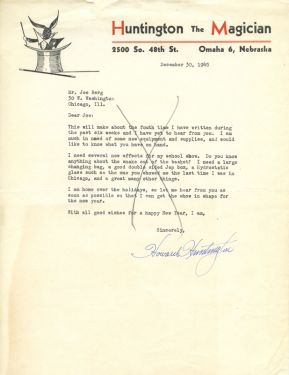 Huntington The Magician
2500 So. 48th St. Omaha 6, Nebraska
December 30, 1945
Mr. Joe Berg
30 W. Washington
Chicago, Ill.
Dear Joe:
This will make about the fouth time I have written during
the past six weeks and I have yet to hear from you. I am
much in need of some new equipment and supplies, and would
like to know what you have on hand.
I need several new effects for my school show. Do you know
anything about the snake out of the basket? I need a large
changing bag, a good double sided Jap box, a hydrostatic
glass such as the one you showed me the last time I was in
Chicago, and a great many other things.
I am home over the holidays, so let me hear from you as
soon as possible so that I can get the show in shape for
the new year.
With all good wishes for a happy New Year, I am,
Sincerely,
Howard Huntington